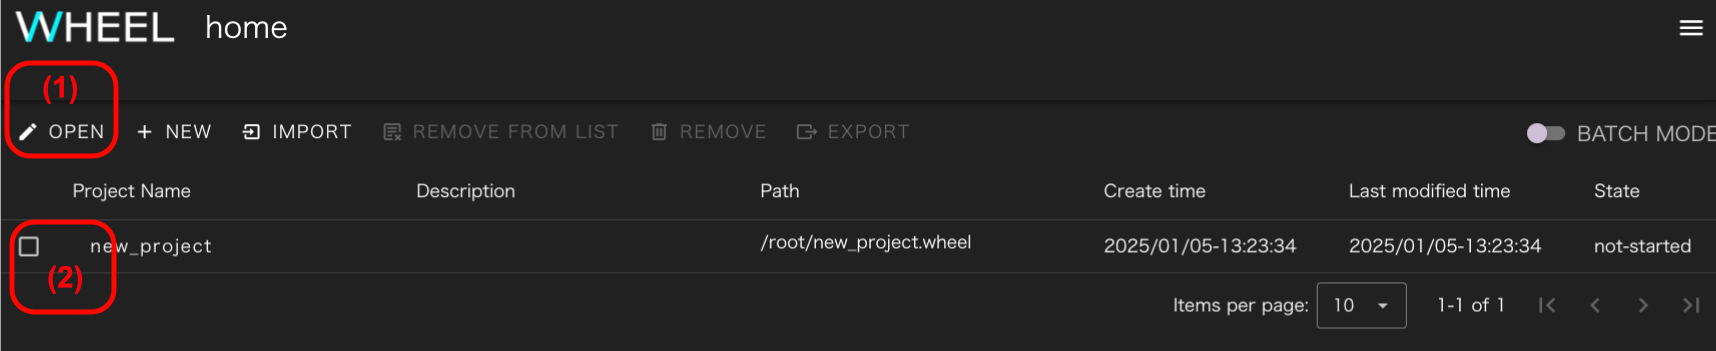 WHEEL home
(1)
OPEN NEW IMPORT REMOVE FROM LIST REMOVE EXPORT BATCH MODE
Project Name Description Path Create time Last modified time State
new_project /root/new_project.wheel 2025/01/05-13:23:34 2025/01/05-13:23:34 not-started
(2)
Items per page: 10 1-1 of 1